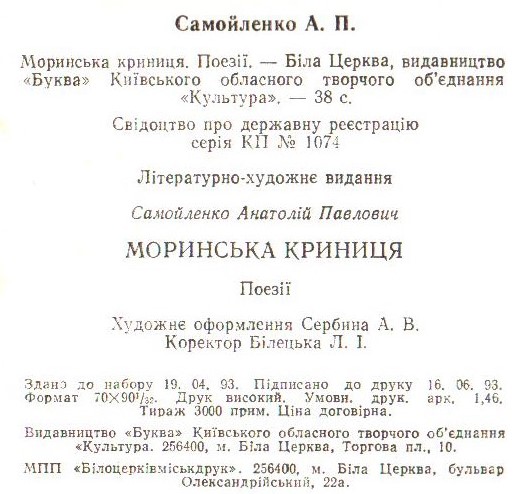 Самойленко А. П.
Моринська криниця. Поезії. — Біла Церква, видавництво
«Буква» Київського обласного творчого об'єднання
«Культура». — 38 с.
Свідоцтво про державну реєстрацію
серія КП № 1074
Літературно-художнє видання
Самойленко Анатолій Павлович
МОРИНСЬКА КРИНИЦЯ
Поезії
Художнє оформлення Сербина А. В.
Коректор Білецька Л. І.
Здано до набору 19. 04. 93. Підписано до друку 16. 06. 93.
Формат 70×90¹/₃₂. Друк високий. Умовн. друк. арк. 1,46.
Тираж 3000 прим. Ціна договірна.
Видавництво «Буква» Київського обласного творчого об'єднання
«Культура. 256400, м. Біла Церква, Торгова пл., 10.
МПП «Білоцерківміськдрук». 256400, м. Біла Церква, бульвар
Олександрійський, 22а.